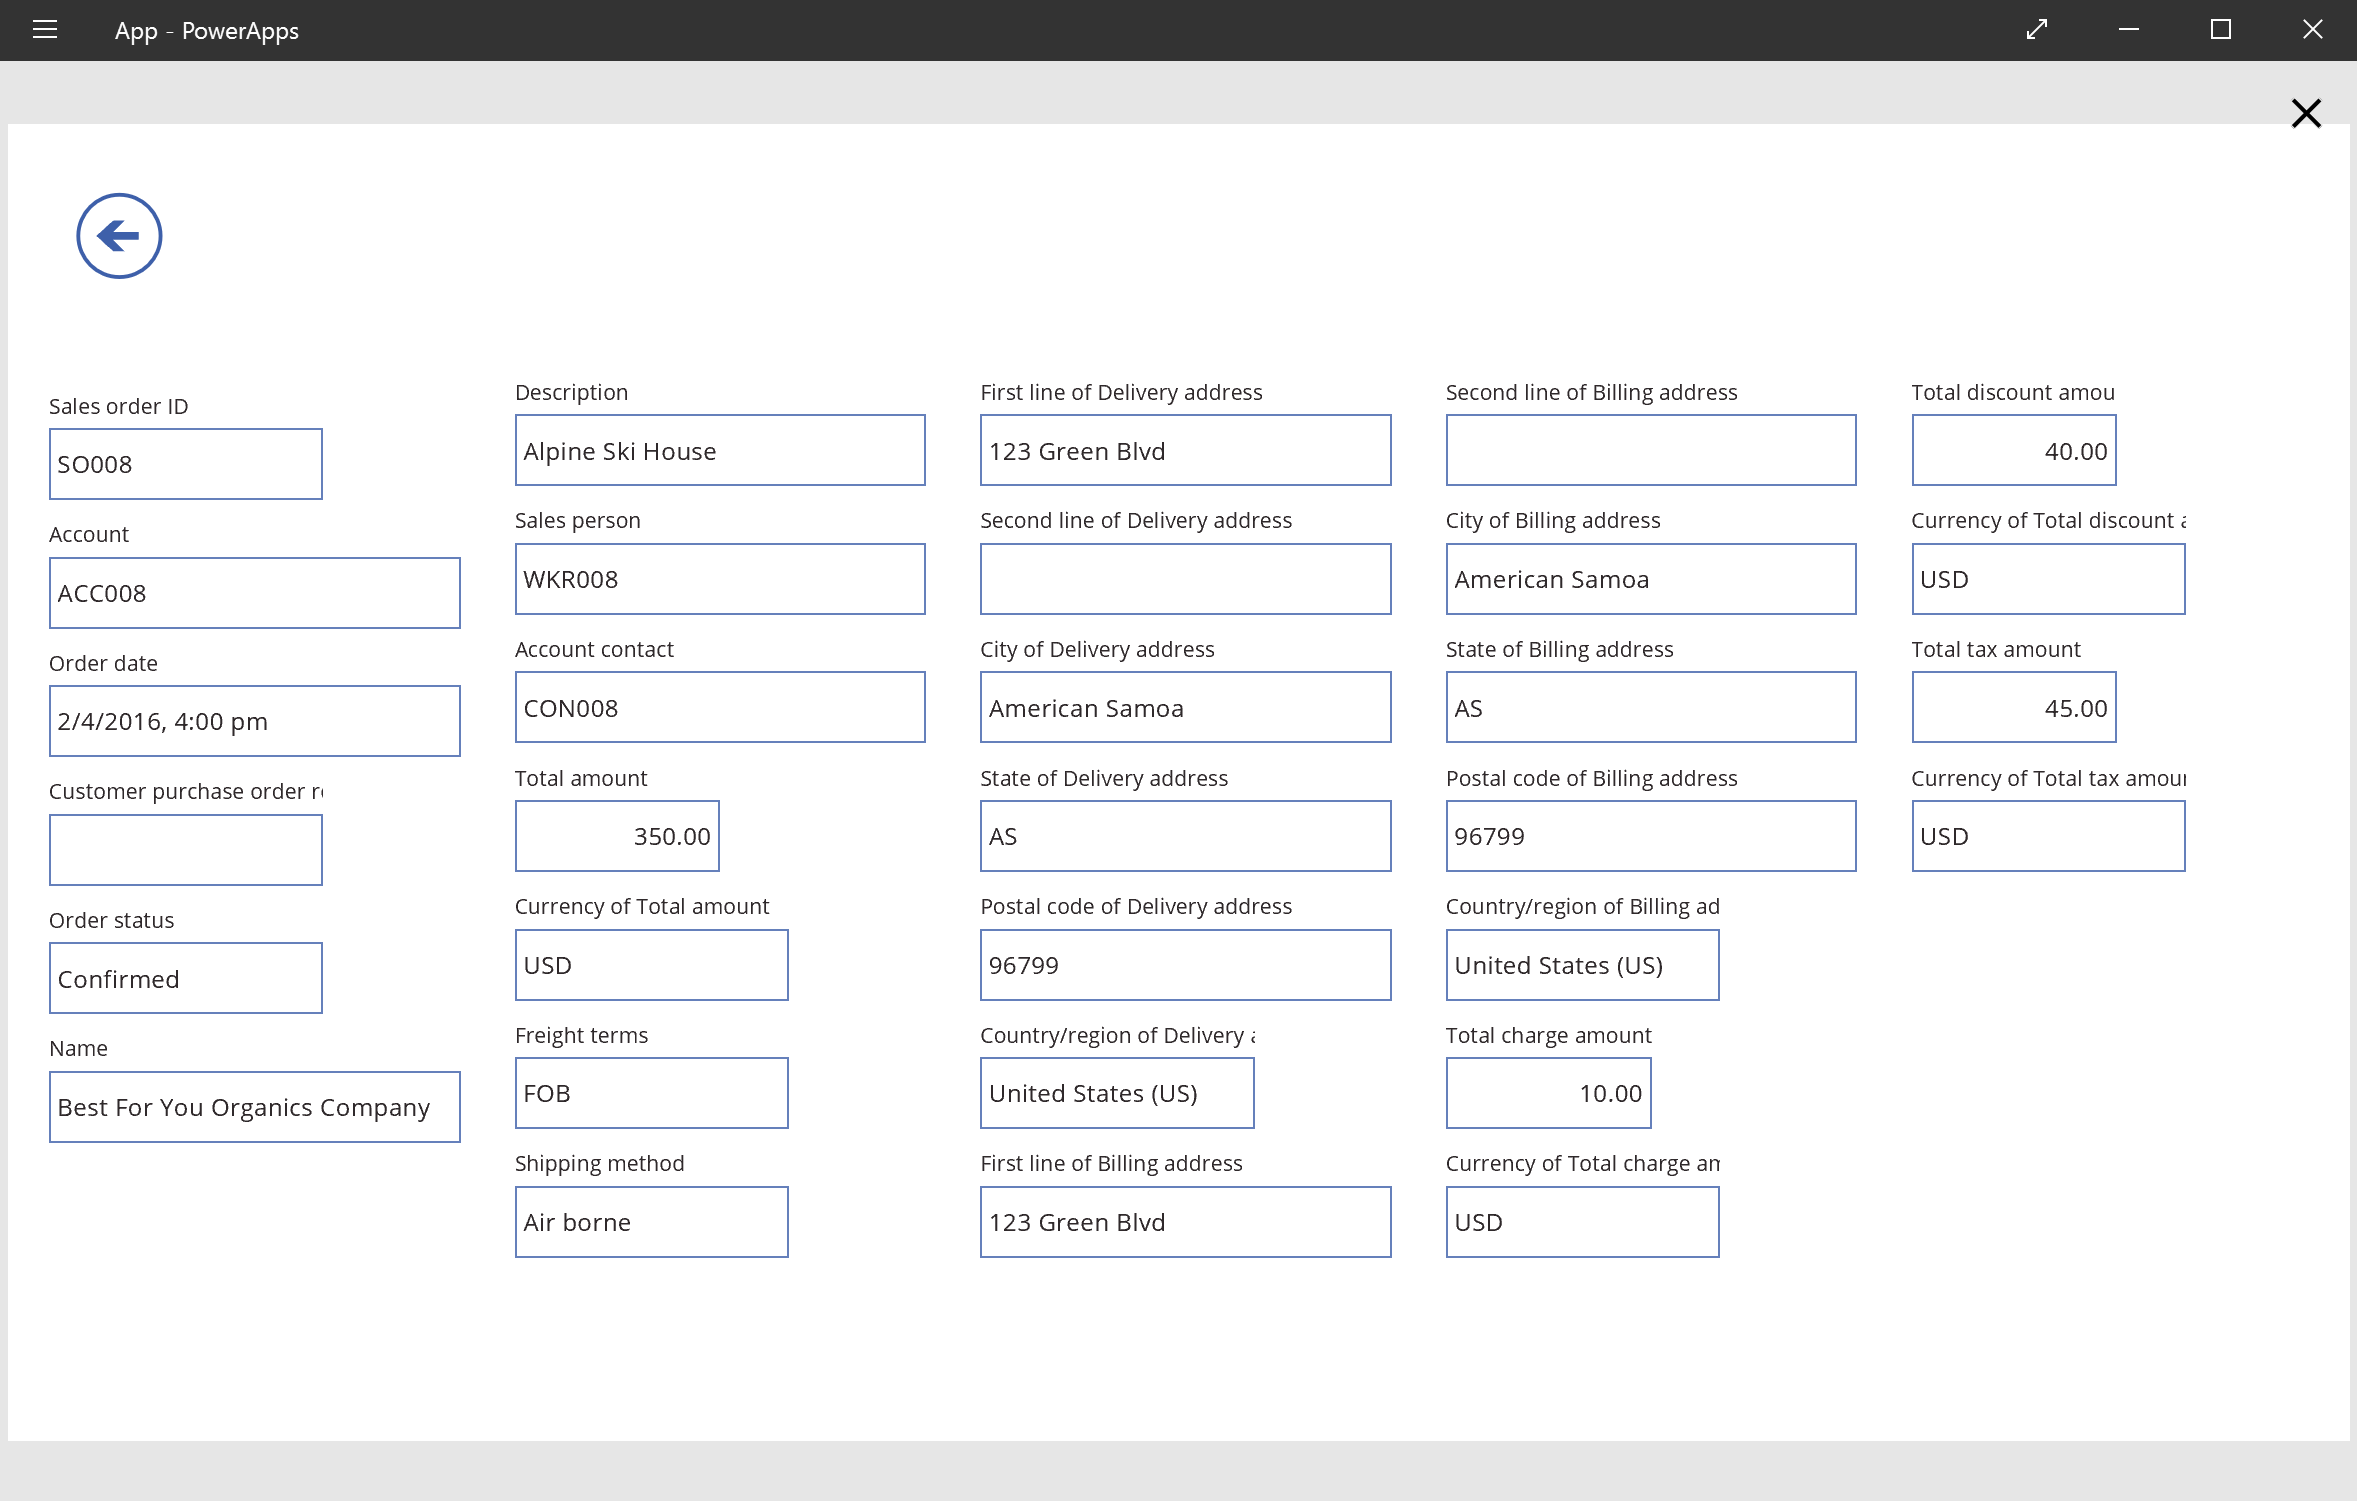 App - PowerApps
Sales order ID
SO008
Account
ACC008
Order date
2/4/2016, 4:00 pm
Customer purchase order
Order status
Confirmed
Name
Best For You Organics Company
Description
Alpine Ski House
Sales person
WKR008
Account contact
CON008
Total amount
350.00
Currency of Total amount
USD
Freight terms
FOB
Shipping method
Air borne
First line of Delivery address
123 Green Blvd
Second line of Delivery address
City of Delivery address
American Samoa
State of Delivery address
AS
Postal code of Delivery address
96799
Country/region of Delivery
United States (US)
First line of Billing address
123 Green Blvd
Second line of Billing address
City of Billing address
American Samoa
State of Billing address
AS
Postal code of Billing address
96799
Country/region of Billing ad
United States (US)
Total charge amount
10.00
Currency of Total charge am
USD
Total discount amou
40.00
Currency of Total discount
USD
Total tax amount
45.00
Currency of Total tax amoun
USD